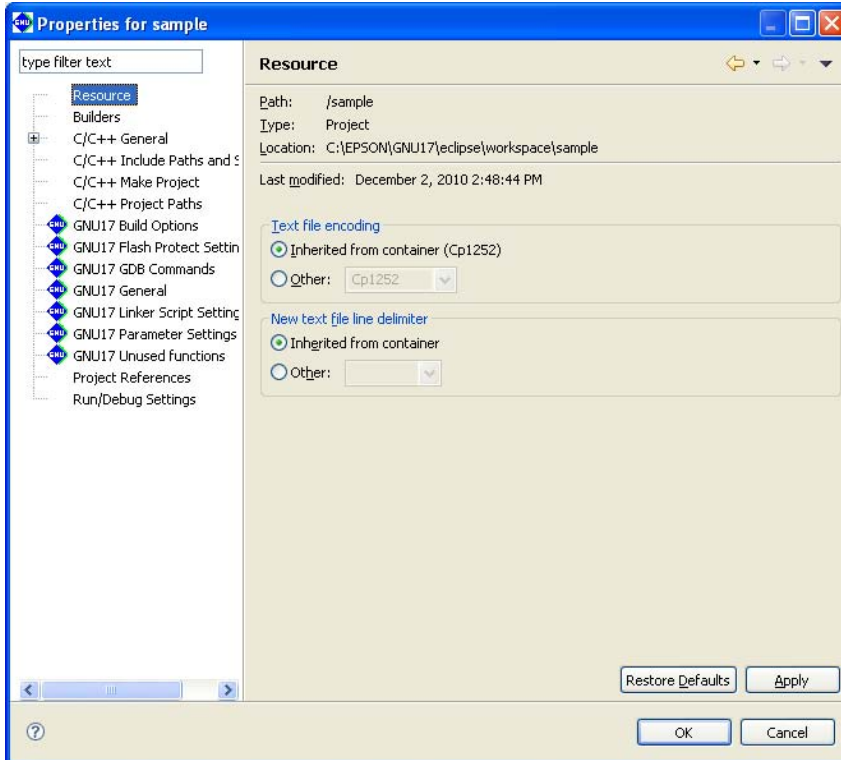 Properties for sample
type filter text
Resource
Builders
C/C++ General
C/C++ Include Paths and S
C/C++ Make Project
C/C++ Project Paths
GNU17 Build Options
GNU17 Flash Protect Settin
GNU17 GDB Commands
GNU17 General
GNU17 Linker Script Setting
GNU17 Parameter Settings
GNU17 Unused functions
Project References
Run/Debug Settings
Resource
Path: /sample
Type: Project
Location: C:\EPSON\GNU17\eclipse\workspace\sample
Last modified: December 2, 2010 2:48:44 PM
Text file encoding
Inherited from container (Cp1252)
Other: Cp1252
New text file line delimiter
Inherited from container
Other:
Restore Defaults Apply
OK Cancel